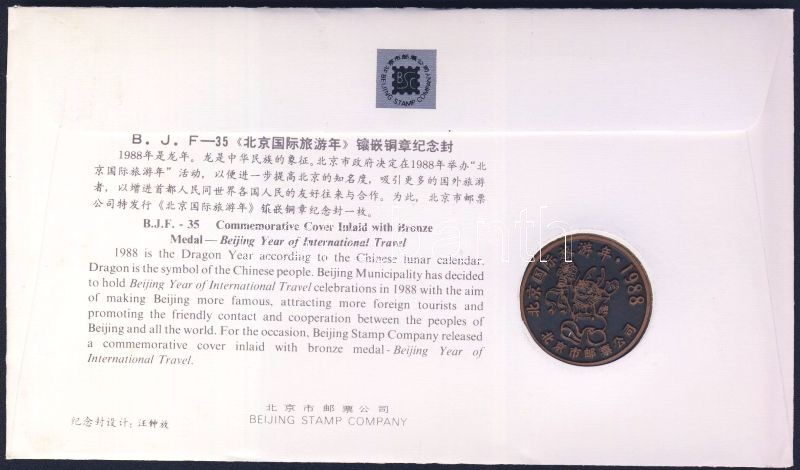 北京市邮票公司
BSC
BEIJING STAMP COMPANY
B．J．F—35《北京国际旅游年》镶嵌铜章纪念封
1988年是龙年。龙是中华民族的象征。北京市政府决定在1988年举办“北
京国际旅游年”活动，以便进一步提高北京的知名度，吸引更多的国外旅游
者，以增进首都人民同世界各国人民的友好往来与合作。为此，北京市邮票
公司特发行《北京国际旅游年》镶嵌铜章纪念封一枚。
B.J.F. - 35 Commemorative Cover Inlaid with Bronze
Medal— Beijing Year of International Travel
1988 is the Dragon Year according to the Chinese lunar calendar.
Dragon is the symbol of the Chinese people. Beijing Municipality has decided
to hold Beijing Year of International Travel celebrations in 1988 with the aim
of making Beijing more famous, attracting more foreign tourists and
promoting the friendly contact and cooperation between the peoples of
Beijing and all the world. For the occasion, Beijing Stamp Company released
a commemorative cover inlaid with bronze medal - Beijing Year of
International Travel.
北京国际旅游年·1988
北京市邮票公司
北京市邮票公司
BEIJING STAMP COMPANY
纪念封设计：汪钟放